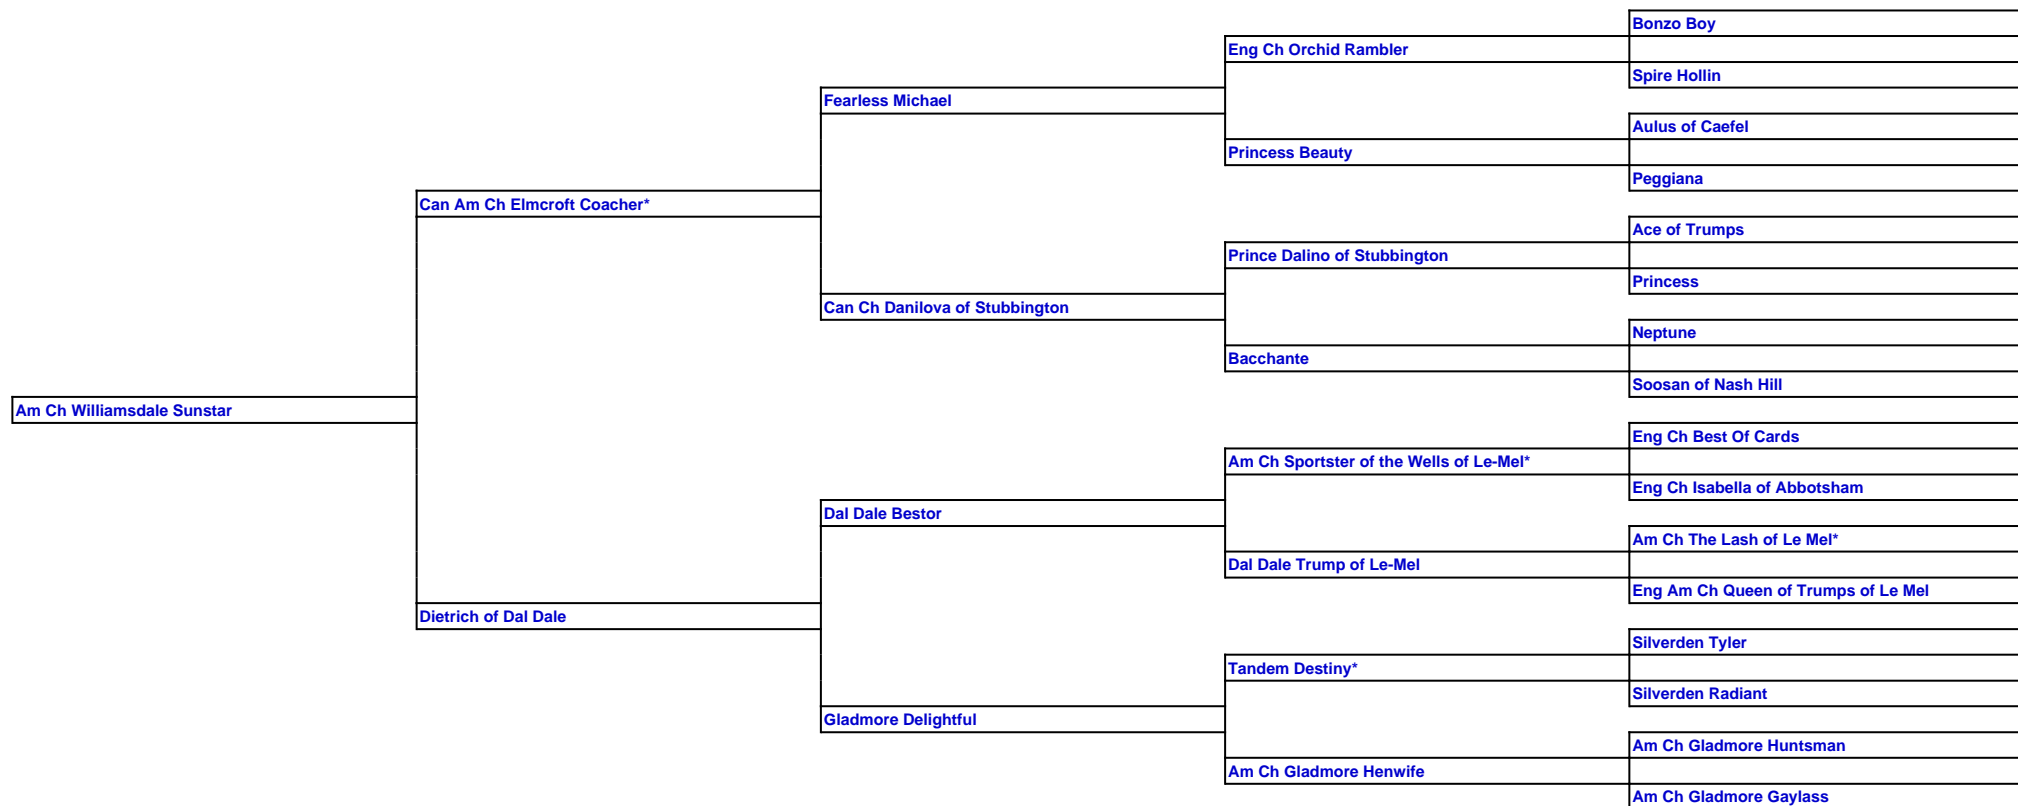 Bonzo Boy
Eng Ch Orchid Rambler
Spire Hollin
Fearless Michael
Aulus of Caefel
Princess Beauty
Peggiana
Can Am Ch Elmcroft Coacher*
Ace of Trumps
Prince Dalino of Stubbington
Princess
Can Ch Danilova of Stubbington
Neptune
Bacchante
Soosan of Nash Hill
Am Ch Williamsdale Sunstar
Eng Ch Best Of Cards
Am Ch Sportster of the Wells of Le-Mel*
Eng Ch Isabella of Abbotsham
Dal Dale Bestor
Am Ch The Lash of Le Mel*
Dal Dale Trump of Le-Mel
Eng Am Ch Queen of Trumps of Le Mel
Dietrich of Dal Dale
Silverden Tyler
Tandem Destiny*
Silverden Radiant
Gladmore Delightful
Am Ch Gladmore Huntsman
Am Ch Gladmore Henwife
Am Ch Gladmore Gaylass